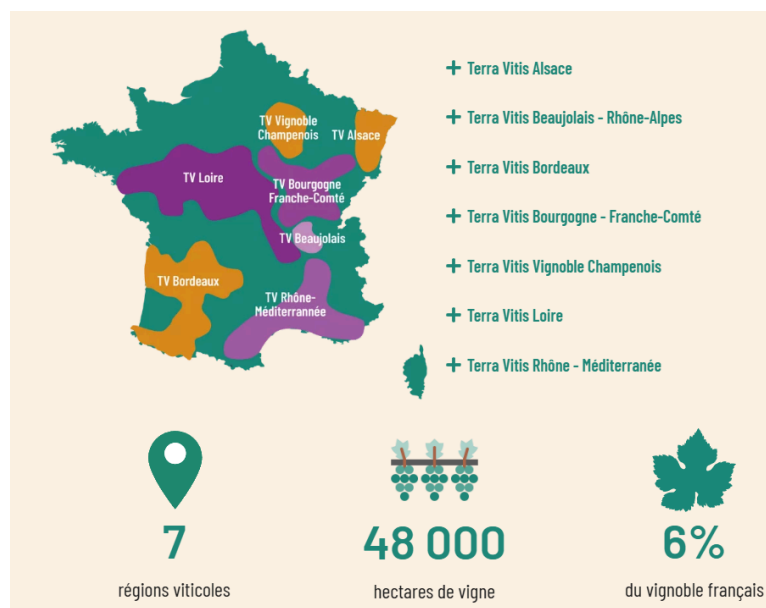 TV Vignoble
Champenois
TV Alsace
TV Loire
TV Bourgogne
Franche-Comté
TV Beaujolais
TV Bordeaux
TV Rhône-
Méditerrannée
+ Terra Vitis Alsace
+ Terra Vitis Beaujolais - Rhône-Alpes
+ Terra Vitis Bordeaux
+ Terra Vitis Bourgogne - Franche-Comté
+ Terra Vitis Vignoble Champenois
+ Terra Vitis Loire
+ Terra Vitis Rhône - Méditerranée
7
régions viticoles
48 000
hectares de vigne
6%
du vignoble français